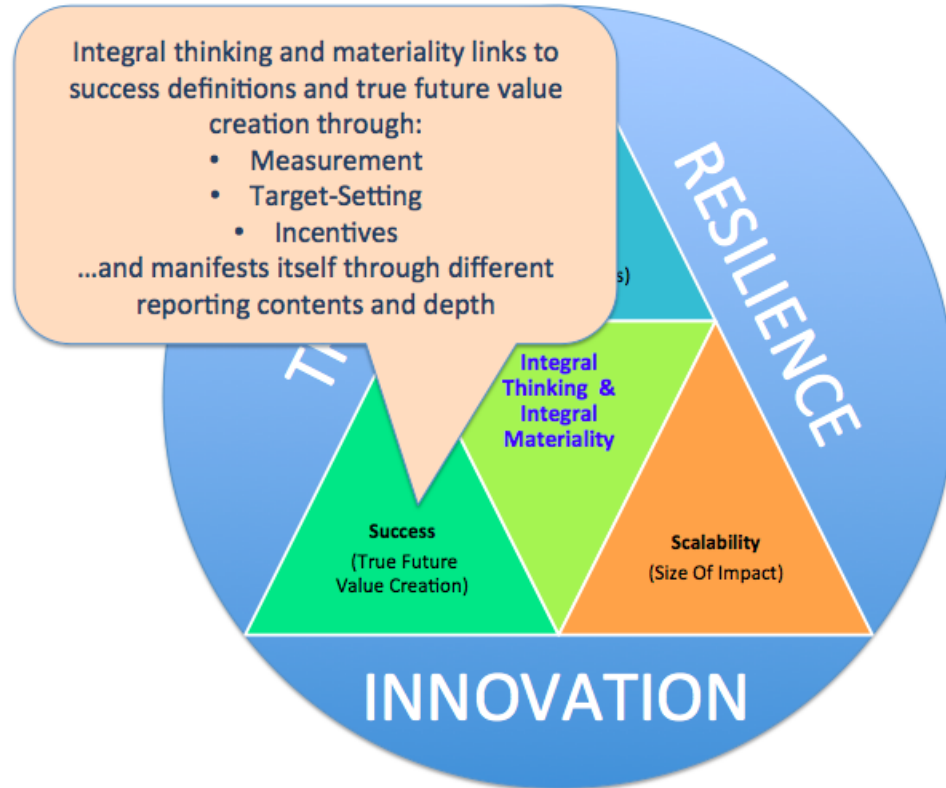 Integral thinking and materiality links to
success definitions and true future value
creation through:
• Measurement
• Target-Setting
• Incentives
...and manifests itself through different
reporting contents and depth
RESILIENCE
Integral
Thinking &
Integral
Materiality
Success
(True Future
Value Creation)
Scalability
(Size Of Impact)
INNOVATION